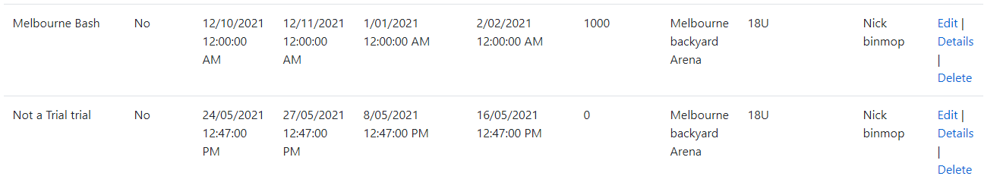 Melbourne Bash No 12/10/2021 12/11/2021 1/01/2021 2/02/2021 1000 Melbourne 18U Nick Edit |
12:00:00 12:00:00 12:00:00 AM 12:00:00 AM backyard binmop Details
AM AM Arena |
Delete
Not a Trial trial No 24/05/2021 27/05/2021 8/05/2021 16/05/2021 0 Melbourne 18U Nick Edit |
12:47:00 12:47:00 12:47:00 PM 12:47:00 PM backyard binmop Details
PM PM Arena |
Delete